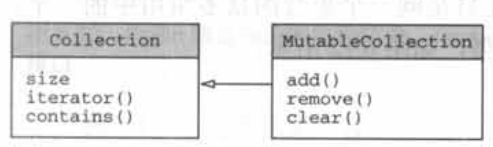 Collection
size
iterator()
contains()
MutableCollection
add()
remove()
clear()